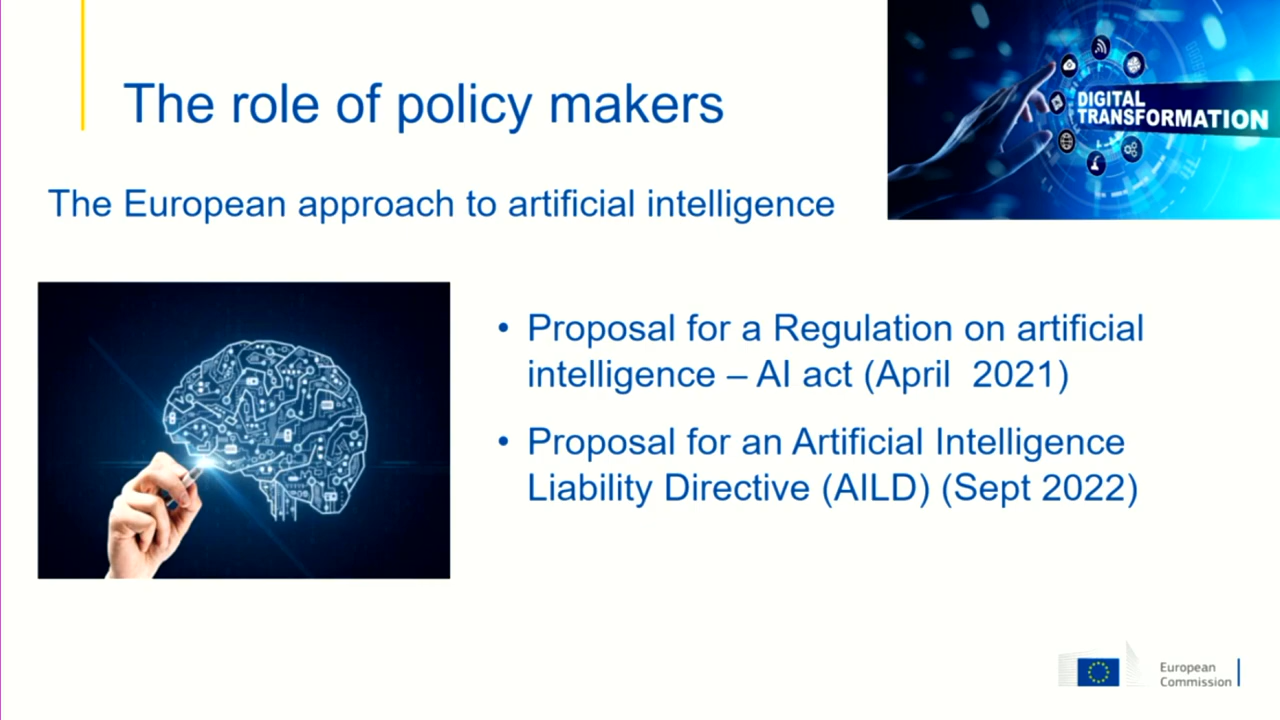 The role of policy makers
DIGITAL
TRANSFORMATION
The European approach to artificial intelligence
• Proposal for a Regulation on artificial
intelligence – AI act (April  2021)
• Proposal for an Artificial Intelligence
Liability Directive (AILD) (Sept 2022)
European
Commission